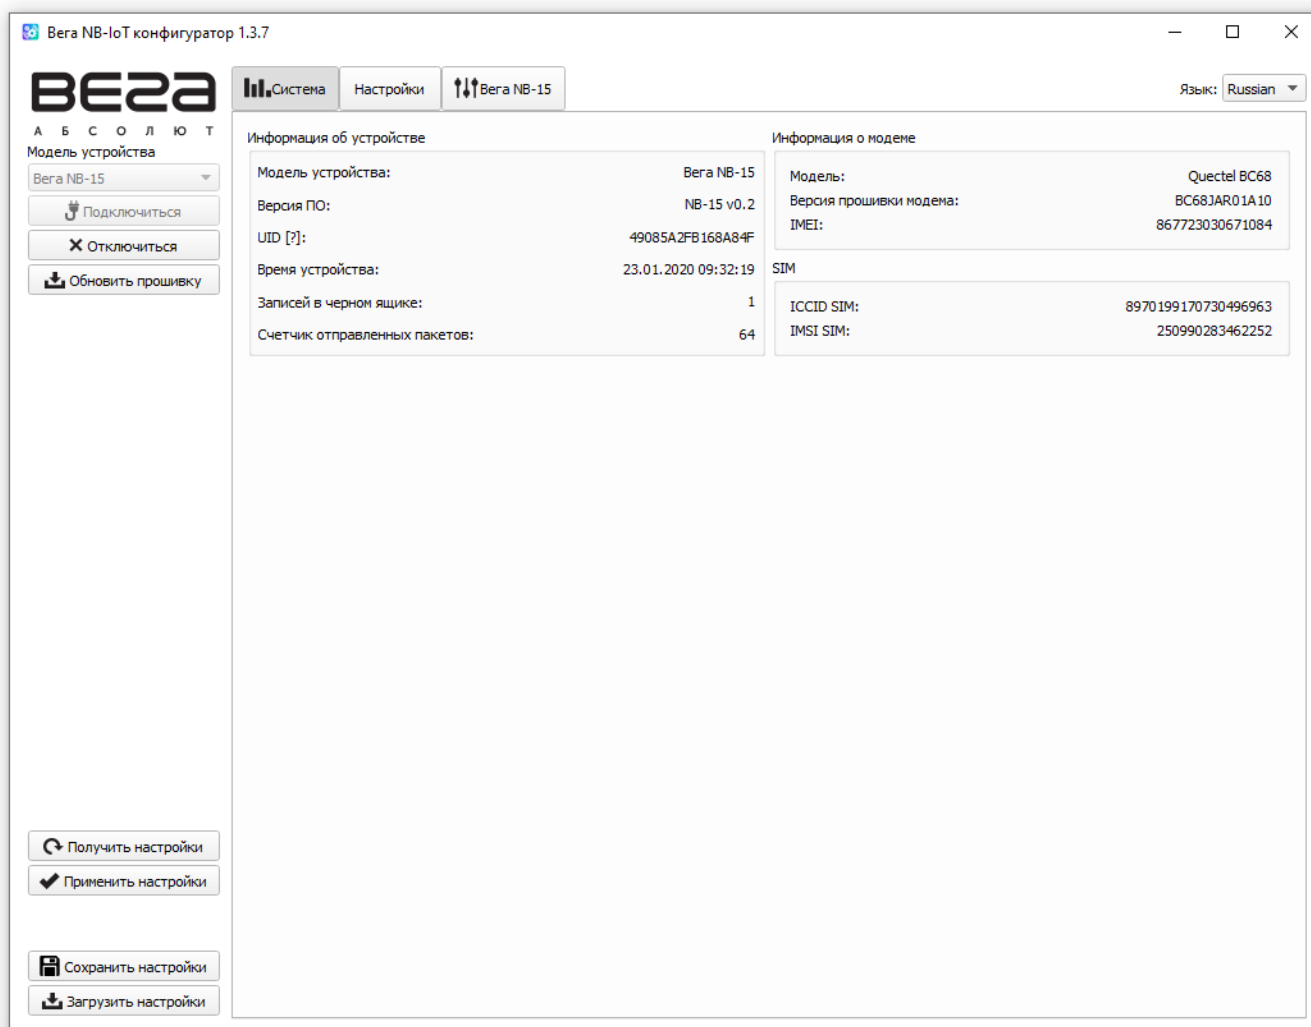 Вега NB-IoT конфигуратор 1.3.7
ВЕГА
АБСОЛЮТ
Модель устройства
Вега NB-15
Подключиться
Отключиться
Обновить прошивку
Получить настройки
Применить настройки
Сохранить настройки
Загрузить настройки
Система
Настройки
Вега NB-15
Язык: Russian
Информация об устройстве
Модель устройства: Вега NB-15
Версия ПО: NB-15 v0.2
UID [?]: 49085A2FB168A84F
Время устройства: 23.01.2020 09:32:19
Записей в черном ящике: 1
Счетчик отправленных пакетов: 64
Информация о модеме
Модель: Quectel BC68
Версия прошивки модема: BC68JAR01A10
IMEI: 867723030671084
SIM
ICCID SIM: 8970199170730496963
IMSI SIM: 250990283462252